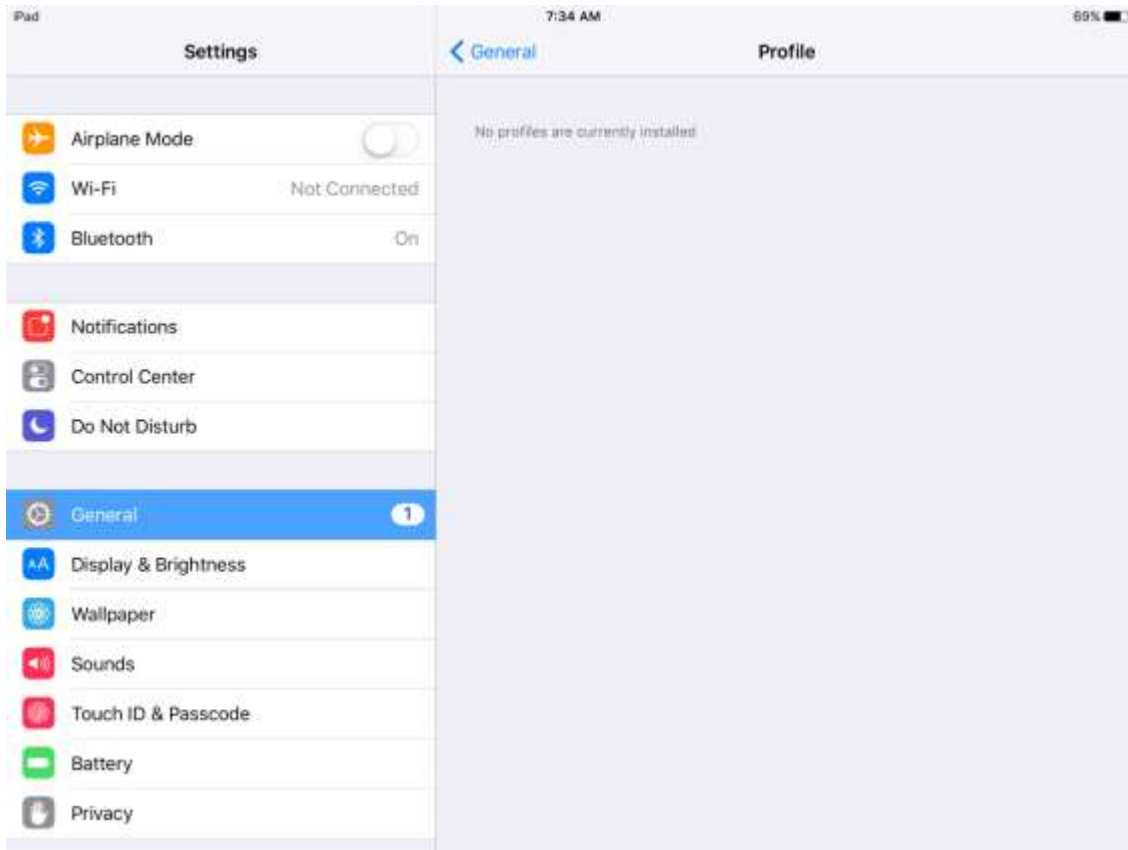 iPad 7:34 AM 69%
Settings
General Profile
Airplane Mode
No profiles are currently installed
Wi-Fi Not Connected
Bluetooth On
Notifications
Control Center
Do Not Disturb
General 1
AA Display & Brightness
Wallpaper
Sounds
Touch ID & Passcode
Battery
Privacy